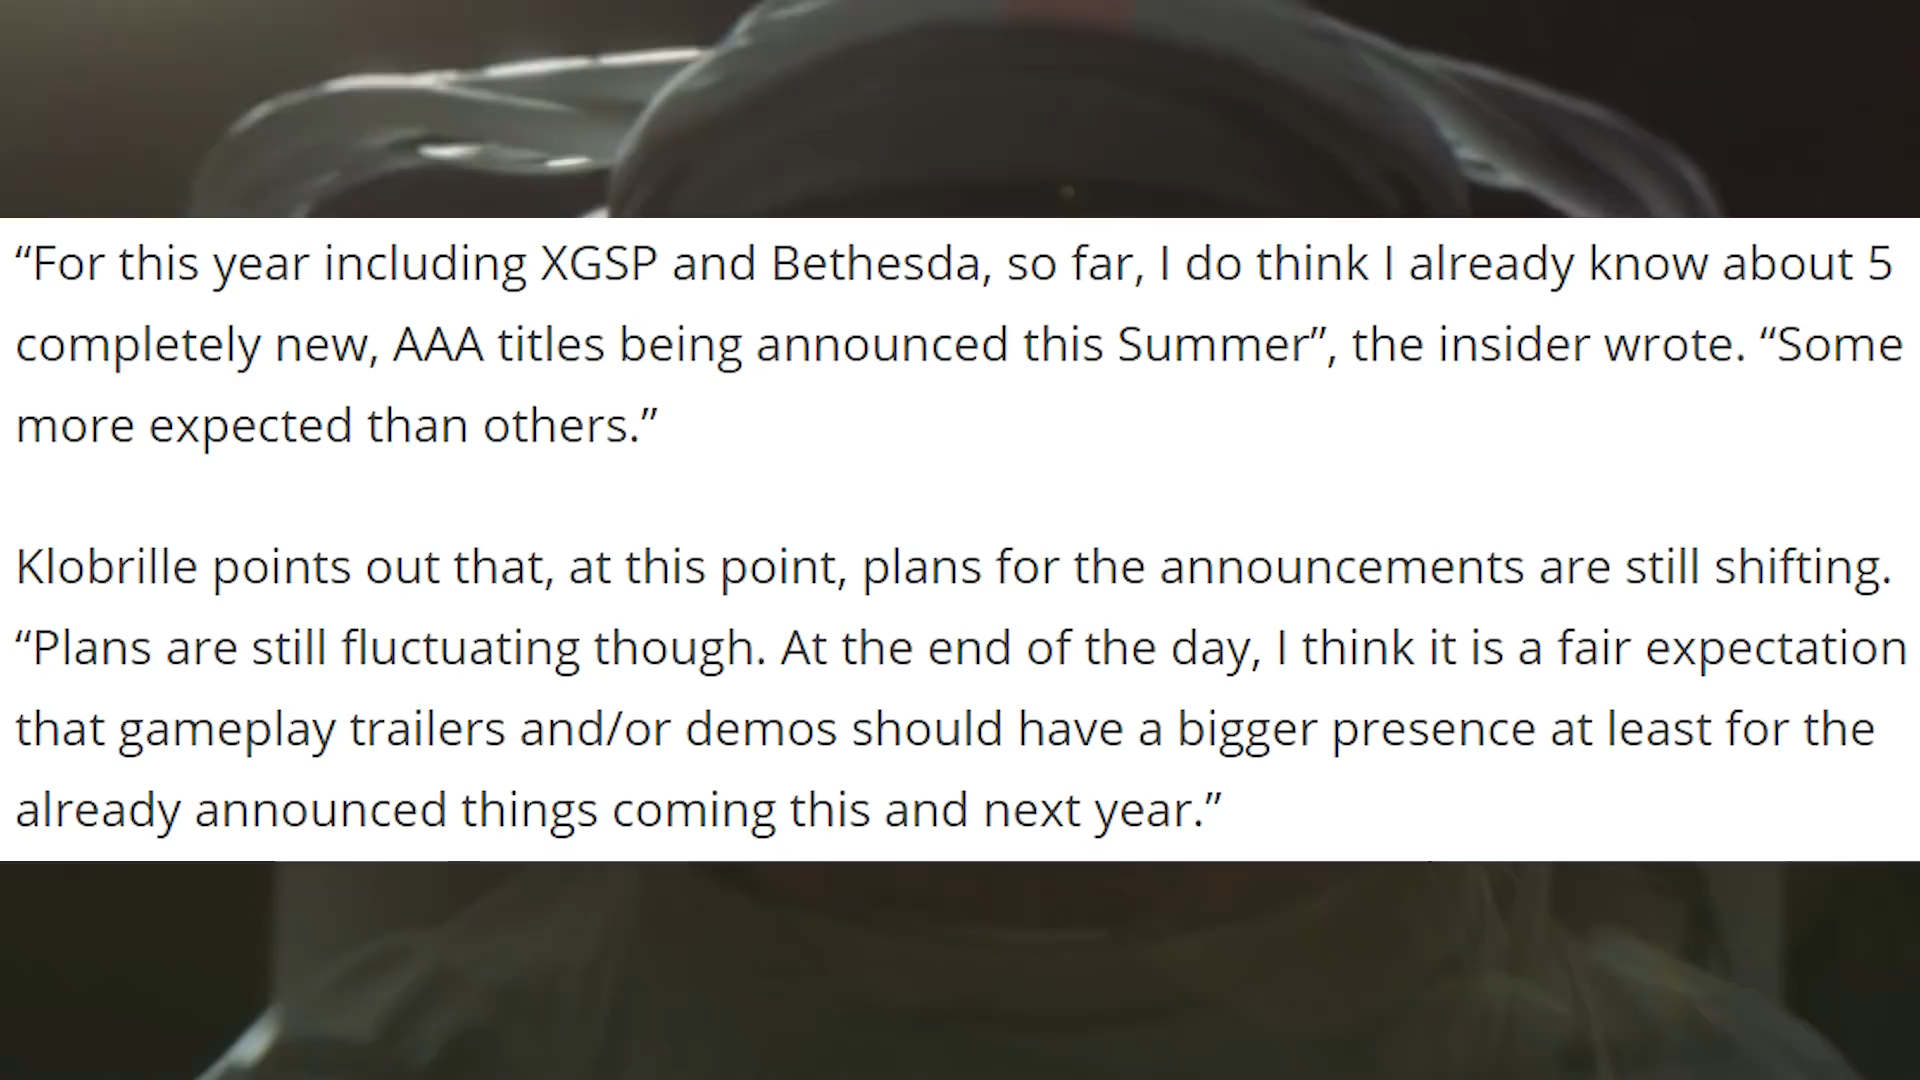 “For this year including XGSP and Bethesda, so far, I do think I already know about 5
completely new, AAA titles being announced this Summer”, the insider wrote. “Some
more expected than others.”
Klobrille points out that, at this point, plans for the announcements are still shifting.
“Plans are still fluctuating though. At the end of the day, I think it is a fair expectation
that gameplay trailers and/or demos should have a bigger presence at least for the
already announced things coming this and next year.”